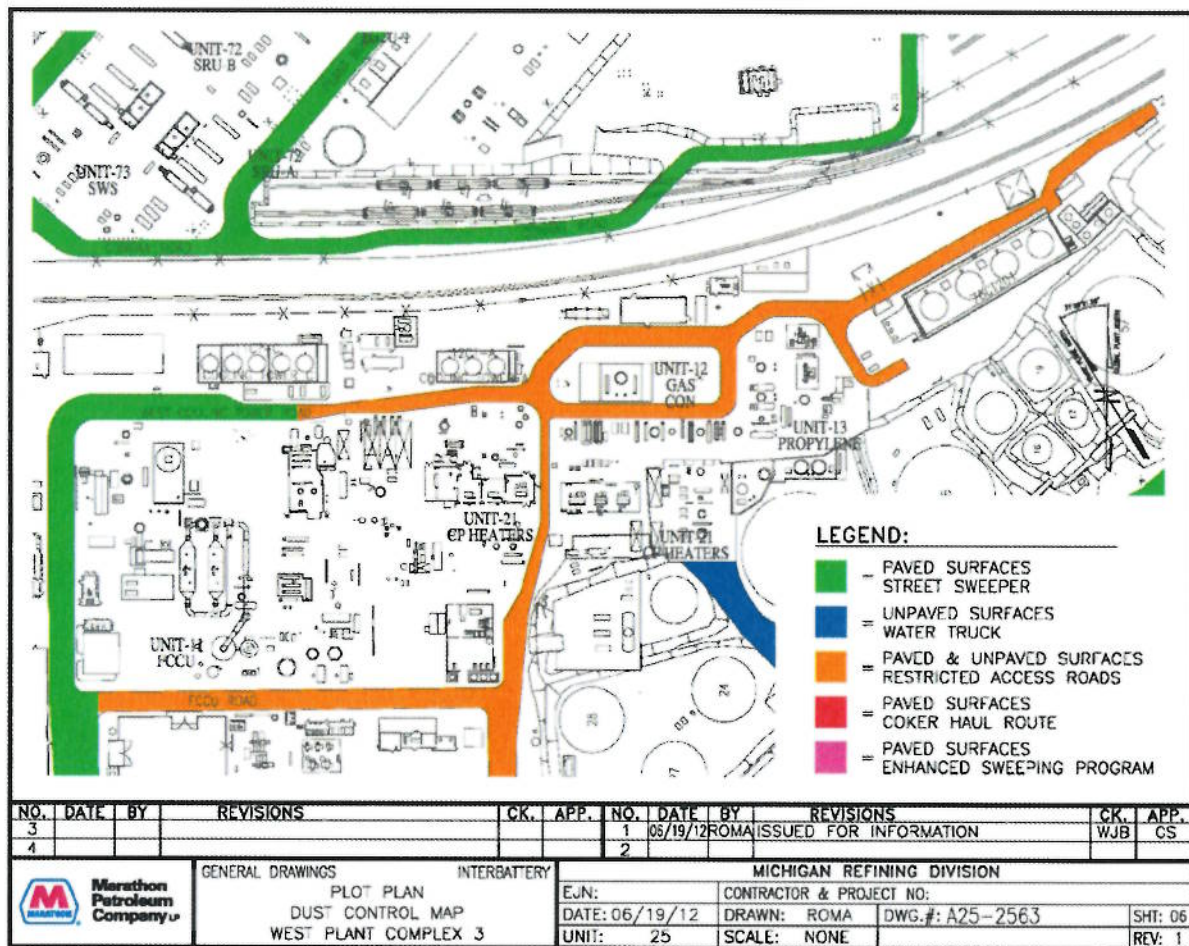 UNIT-72
SRU-B
UNIT-73
SWS
UNIT-72
SRU-A
UNIT-12
GAS
CON
UNIT-13
PROPYLENE
UNIT-21
CP HEATERS
UNIT-21
CP HEATERS
FCCU
FCCU ROAD
24
28
LEGEND:
= PAVED SURFACES
STREET SWEEPER
= UNPAVED SURFACES
WATER TRUCK
= PAVED & UNPAVED SURFACES
RESTRICTED ACCESS ROADS
= PAVED SURFACES
COKER HAUL ROUTE
= PAVED SURFACES
ENHANCED SWEEPING PROGRAM
NO. DATE BY REVISIONS CK. APP. NO. DATE BY REVISIONS CK. APP.
3 1 06/19/12 ROMA ISSUED FOR INFORMATION WJB CS
4 2
MARATHON
Marathon
Petroleum
Company LP
GENERAL DRAWINGS INTERBATTERY
PLOT PLAN
DUST CONTROL MAP
WEST PLANT COMPLEX 3
MICHIGAN REFINING DIVISION
EJN: CONTRACTOR & PROJECT NO:
DATE: 06/19/12 DRAWN: ROMA DWG.#: A25-2563 SHT: 06
UNIT: 25 SCALE: NONE REV: 1